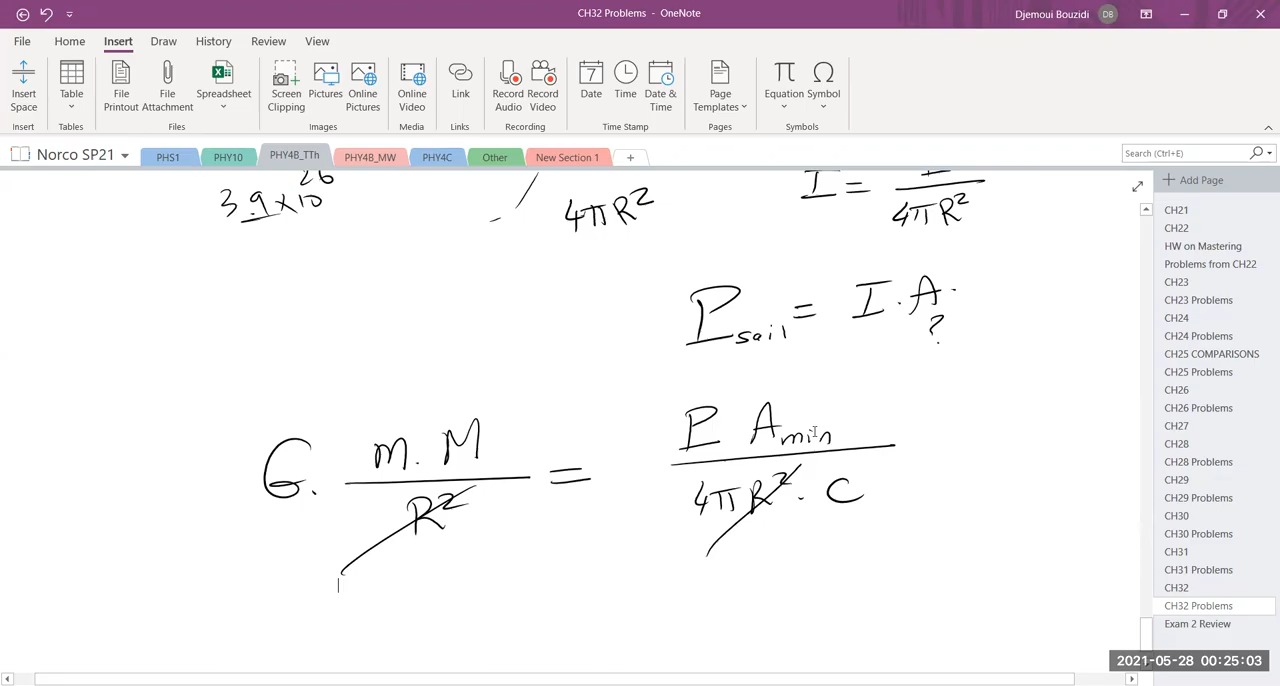 CH32 Problems - OneNote
Djemoui Bouzidi DB
File Home Insert Draw History Review View
Insert Space Table File Printout File Attachment Spreadsheet Screen Clipping Pictures Online Pictures Online Video Link Record Audio Record Video Date Time Date & Time Page Templates Equation Symbol
Insert Tables Files Images Media Links Recording Time Stamp Pages Symbols
Norco SP21 PHS1 PHY10 PHY4B_TTh PHY4B_MW PHY4C Other New Section 1 +
Search (Ctrl+E)
+ Add Page
CH21
CH22
HW on Mastering
Problems from CH22
CH23
CH23 Problems
CH24
CH24 Problems
CH25 COMPARISONS
CH25 Problems
CH26
CH26 Problems
CH27
CH28
CH28 Problems
CH29
CH29 Problems
CH30
CH30 Problems
CH31
CH31 Problems
CH32
CH32 Problems
Exam 2 Review
3.9×10²⁶
4πR²
I = / 4πR²
P sail = I.A.
?
G. m.M / R² = P A min / 4πR². C
2021-05-28 00:25:03